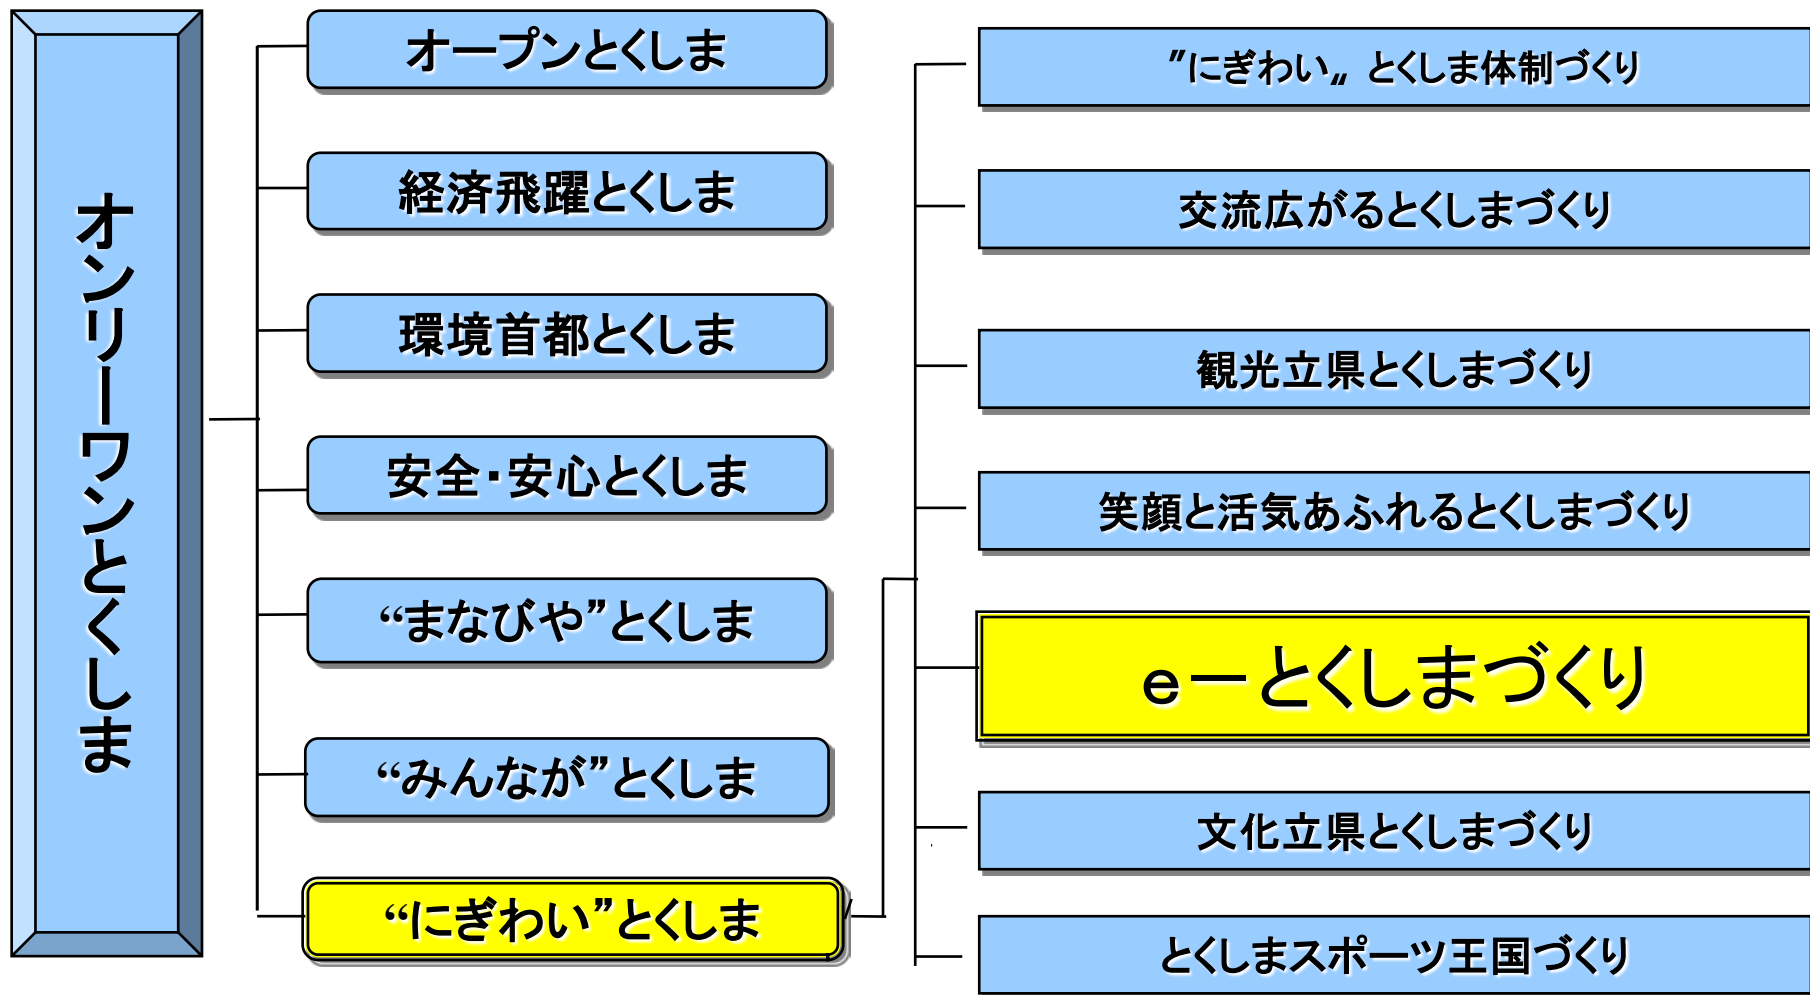 オンリーワンとくしま
オープンとくしま
経済飛躍とくしま
環境首都とくしま
安全・安心とくしま
“まなびや”とくしま
“みんなが”とくしま
“にぎわい”とくしま
〞にぎわい〟とくしま体制づくり
交流広がるとくしまづくり
観光立県とくしまづくり
笑顔と活気あふれるとくしまづくり
e－とくしまづくり
文化立県とくしまづくり
とくしまスポーツ王国づくり